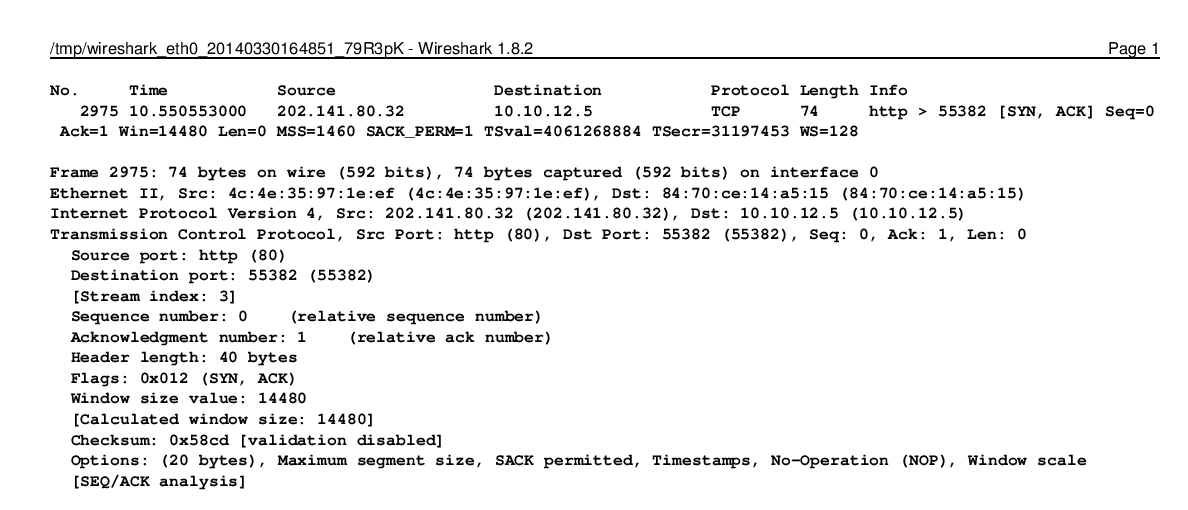 /tmp/wireshark_eth0_20140330164851_79R3pK - Wireshark 1.8.2 Page 1
No. Time Source Destination Protocol Length Info
2975 10.550553000 202.141.80.32 10.10.12.5 TCP 74 http > 55382 [SYN, ACK] Seq=0
Ack=1 Win=14480 Len=0 MSS=1460 SACK_PERM=1 TSval=4061268884 TSecr=31197453 WS=128
Frame 2975: 74 bytes on wire (592 bits), 74 bytes captured (592 bits) on interface 0
Ethernet II, Src: 4c:4e:35:97:1e:ef (4c:4e:35:97:1e:ef), Dst: 84:70:ce:14:a5:15 (84:70:ce:14:a5:15)
Internet Protocol Version 4, Src: 202.141.80.32 (202.141.80.32), Dst: 10.10.12.5 (10.10.12.5)
Transmission Control Protocol, Src Port: http (80), Dst Port: 55382 (55382), Seq: 0, Ack: 1, Len: 0
Source port: http (80)
Destination port: 55382 (55382)
[Stream index: 3]
Sequence number: 0 (relative sequence number)
Acknowledgment number: 1 (relative ack number)
Header length: 40 bytes
Flags: 0x012 (SYN, ACK)
Window size value: 14480
[Calculated window size: 14480]
Checksum: 0x58cd [validation disabled]
Options: (20 bytes), Maximum segment size, SACK permitted, Timestamps, No-Operation (NOP), Window scale
[SEQ/ACK analysis]